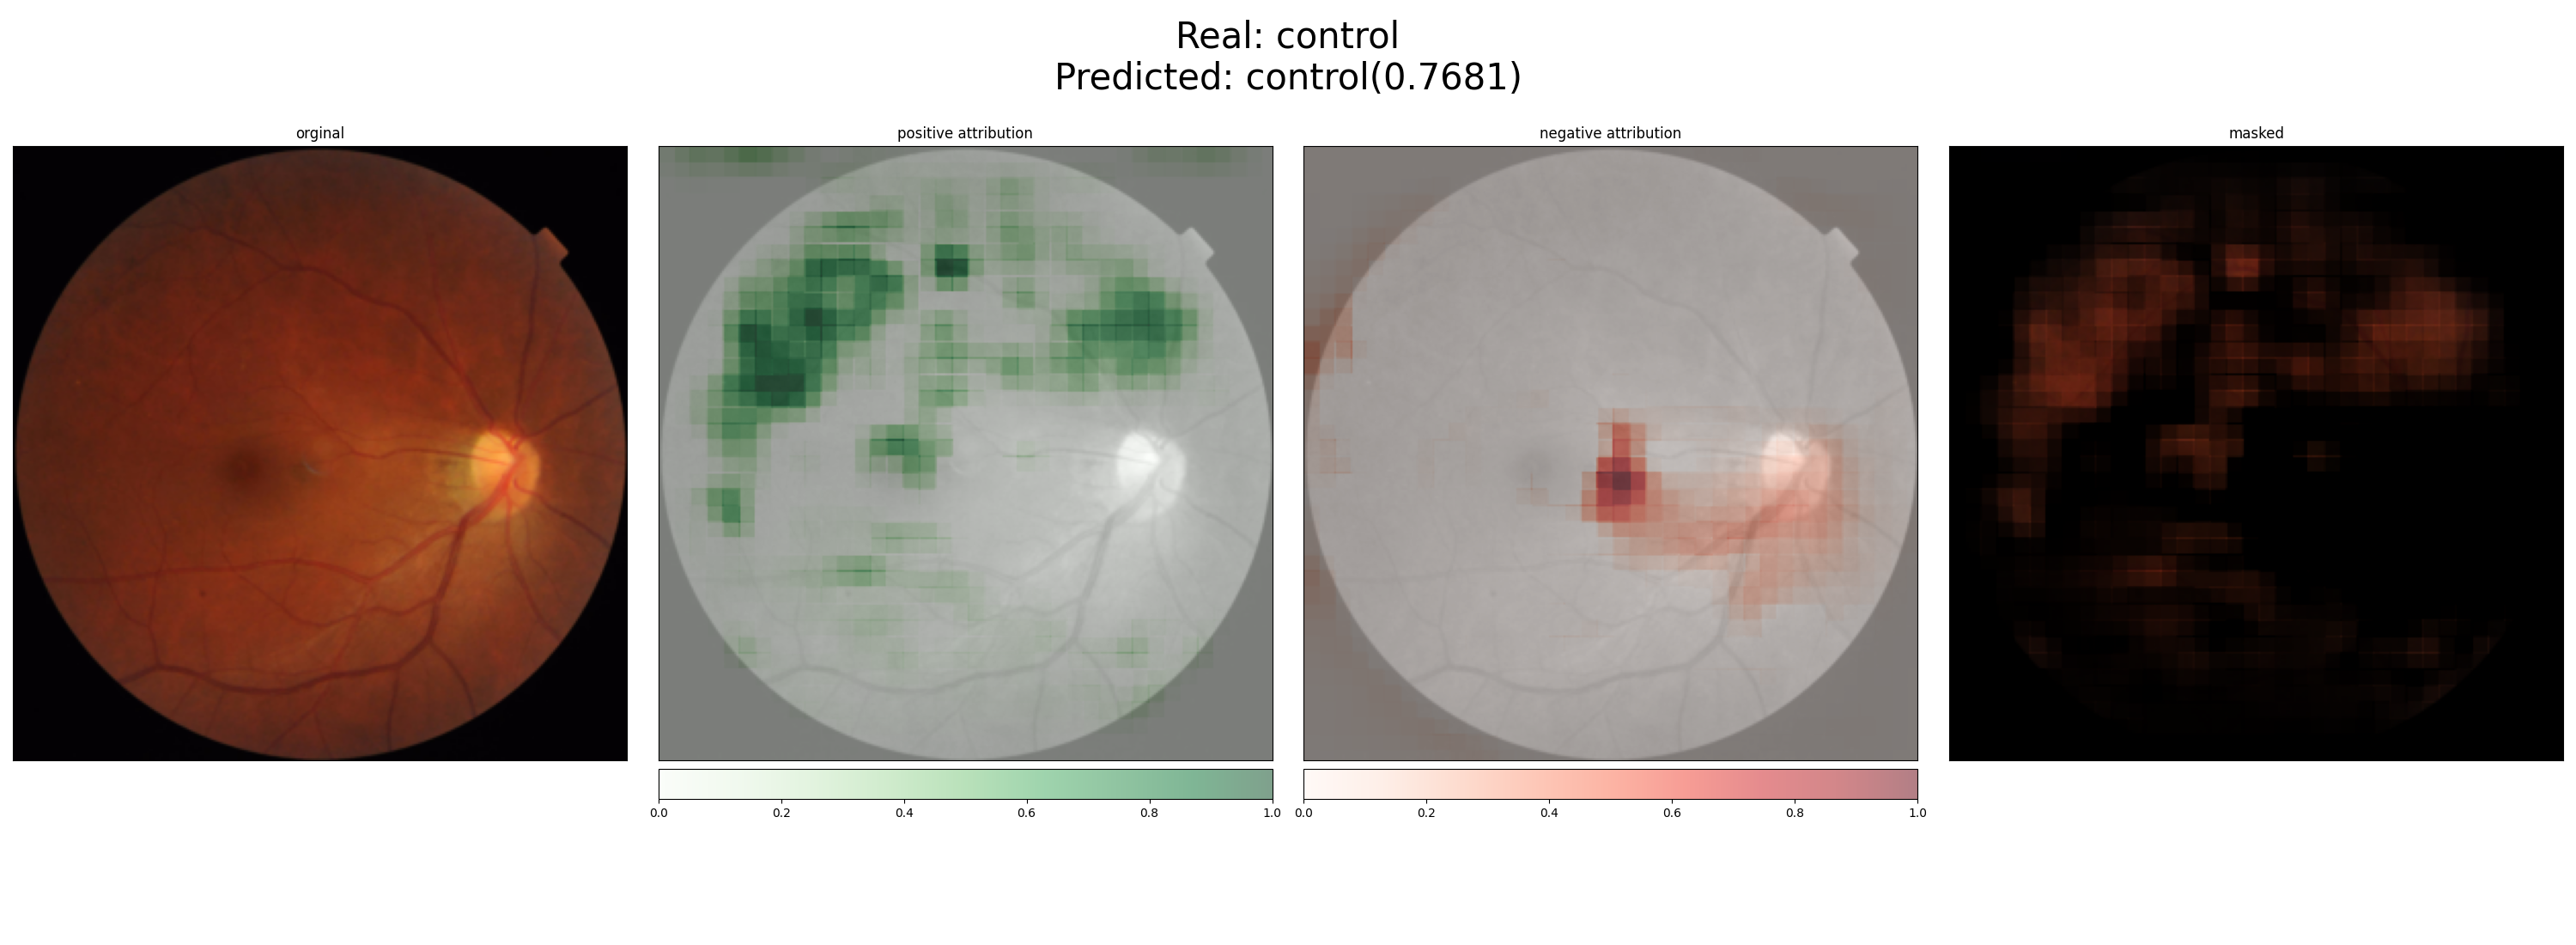 Real: control
Predicted: control(0.7681)
orginal
positive attribution
negative attribution
masked
0.0 0.2 0.4 0.6 0.8 1.0
0.0 0.2 0.4 0.6 0.8 1.0